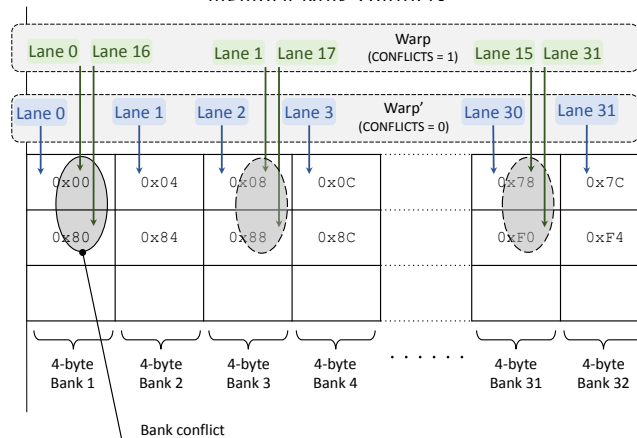 Lane 0 Lane 16 Lane 1 Lane 17 Warp Lane 15 Lane 31
(CONFLICTS = 1)
Lane 0 Lane 1 Lane 2 Lane 3 Warp' Lane 30 Lane 31
(CONFLICTS = 0)
0x00 0x04 0x08 0x0C 0x78 0x7C
0x80 0x84 0x88 0x8C 0xF0 0xF4
4-byte 4-byte 4-byte 4-byte . . . . . . 4-byte 4-byte
Bank 1 Bank 2 Bank 3 Bank 4 Bank 31 Bank 32
Bank conflict